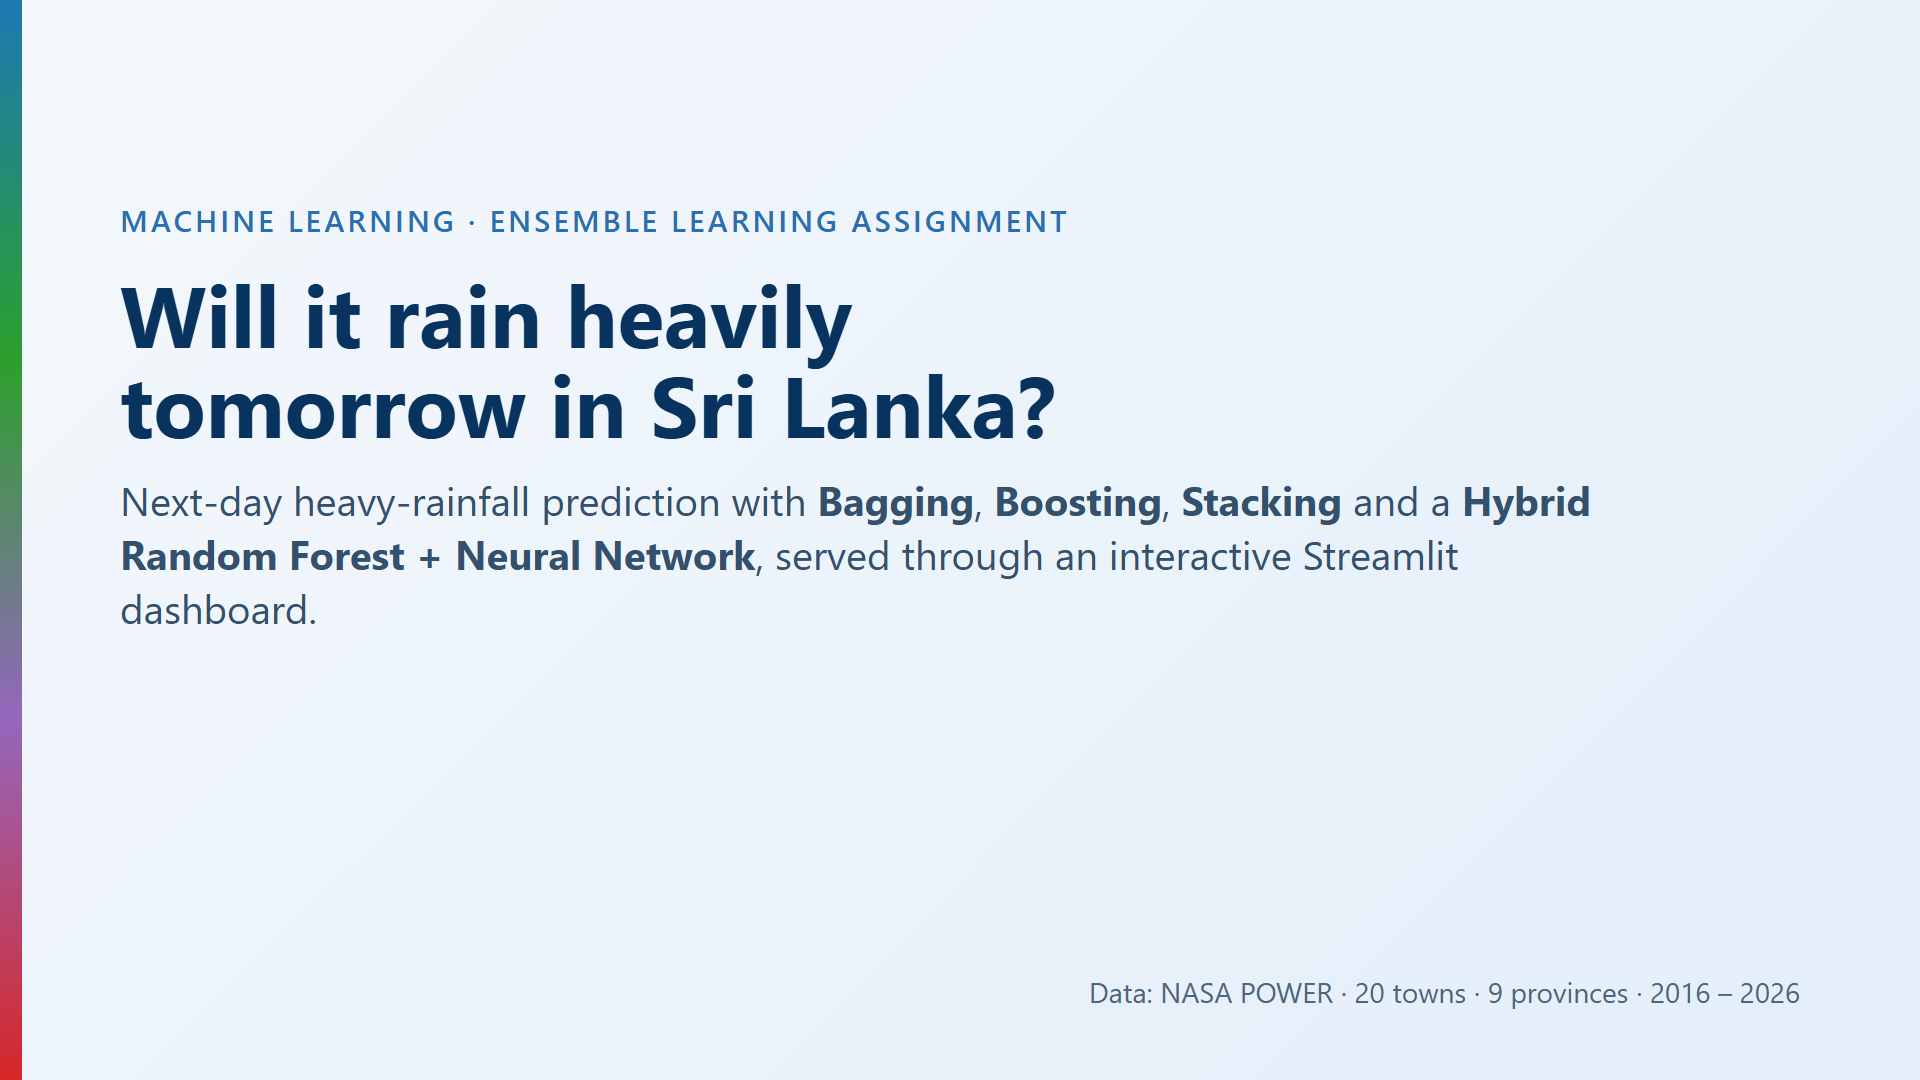 MACHINE LEARNING · ENSEMBLE LEARNING ASSIGNMENT
Will it rain heavily
tomorrow in Sri Lanka?
Next-day heavy-rainfall prediction with Bagging, Boosting, Stacking and a Hybrid
Random Forest + Neural Network, served through an interactive Streamlit
dashboard.
Data: NASA POWER · 20 towns · 9 provinces · 2016 – 2026